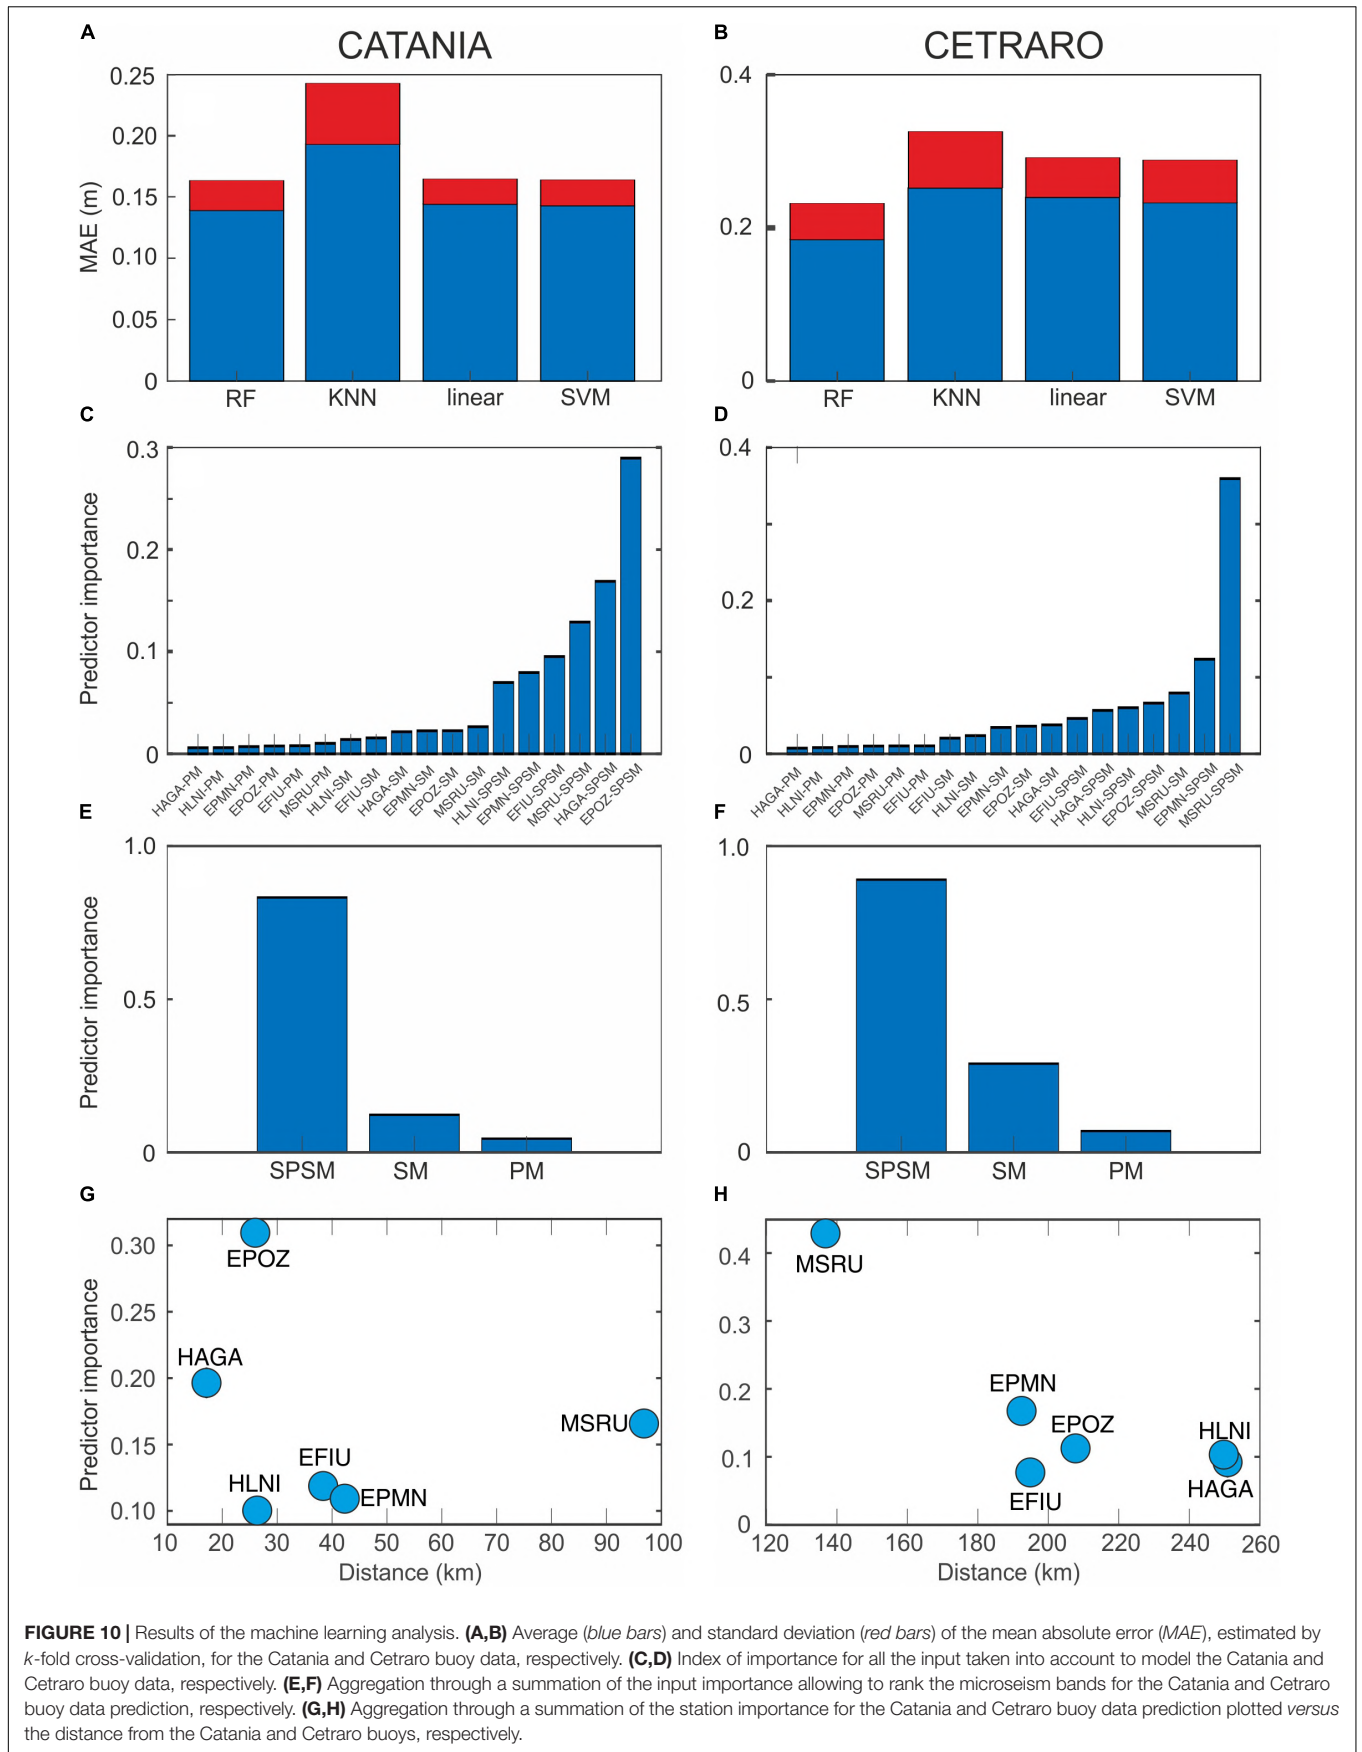 A
B
CATANIA
CETRARO
0.25
0.20
0.15
0.10
0.05
0
MAE (m)
RF KNN linear SVM
0.4
0.2
0
RF KNN linear SVM
C
D
0.3
0.2
0.1
0
Predictor importance
HAGA-PM
HLNI-PM
EPMN-PM
EPOZ-PM
EFIU-PM
MSRU-PM
HLNI-SM
EFIU-SM
HAGA-SM
EPMN-SM
EPOZ-SM
MSRU-SM
HLNI-SPSM
EPMN-SPSM
EFIU-SPSM
MSRU-SPSM
HAGA-SPSM
EPOZ-SPSM
0.4
0.2
0
HAGA-PM
HLNI-PM
EPMN-PM
EPOZ-PM
MSRU-PM
EFIU-PM
EFIU-SM
HLNI-SM
EPMN-SM
EPOZ-SM
HAGA-SM
EFIU-SPSM
HAGA-SPSM
HLNI-SPSM
EPOZ-SPSM
MSRU-SM
EPMN-SPSM
MSRU-SPSM
E
F
1.0
0.5
0
Predictor importance
SPSM SM PM
1.0
0.5
0
SPSM SM PM
G
H
0.30
0.25
0.20
0.15
0.10
Predictor importance
EPOZ
HAGA
MSRU
EFIU
HLNI
EPMN
10 20 30 40 50 60 70 80 90 100
Distance (km)
0.4
0.3
0.2
0.1
0
MSRU
EPMN
EPOZ
HLNI
EFIU
HAGA
120 140 160 180 200 220 240 260
Distance (km)
FIGURE 10 | Results of the machine learning analysis. (A,B) Average (blue bars) and standard deviation (red bars) of the mean absolute error (MAE), estimated by
k-fold cross-validation, for the Catania and Cetraro buoy data, respectively. (C,D) Index of importance for all the input taken into account to model the Catania and
Cetraro buoy data, respectively. (E,F) Aggregation through a summation of the input importance allowing to rank the microseism bands for the Catania and Cetraro
buoy data prediction, respectively. (G,H) Aggregation through a summation of the station importance for the Catania and Cetraro buoy data prediction plotted versus
the distance from the Catania and Cetraro buoys, respectively.